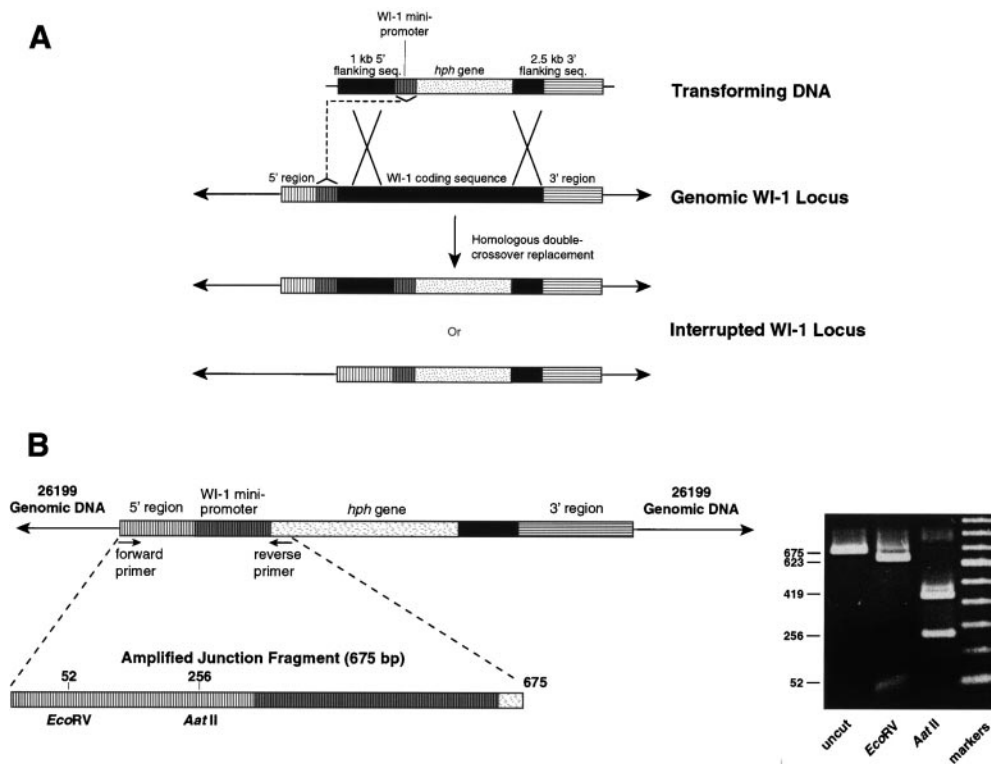 A
WI-1 mini-
promoter
1 kb 5'
flanking seq.
hph gene
2.5 kb 3'
flanking seq.
Transforming DNA
5' region
WI-1 coding sequence
3' region
Genomic WI-1 Locus
Homologous double-
crossover replacement
Or
Interrupted WI-1 Locus
B
26199
Genomic DNA
5' region
WI-1 mini-
promoter
hph gene
3' region
26199
Genomic DNA
forward
primer
reverse
primer
Amplified Junction Fragment (675 bp)
52
256
675
EcoRV
Aat II
675
623
419
256
52
uncut
EcoRV
Aat II
markers